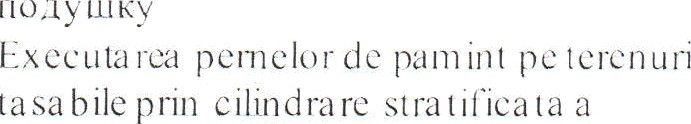 подушку
Executarea pernelor de pamint pe terenuri
tasabile prin cilindrare stratificata a